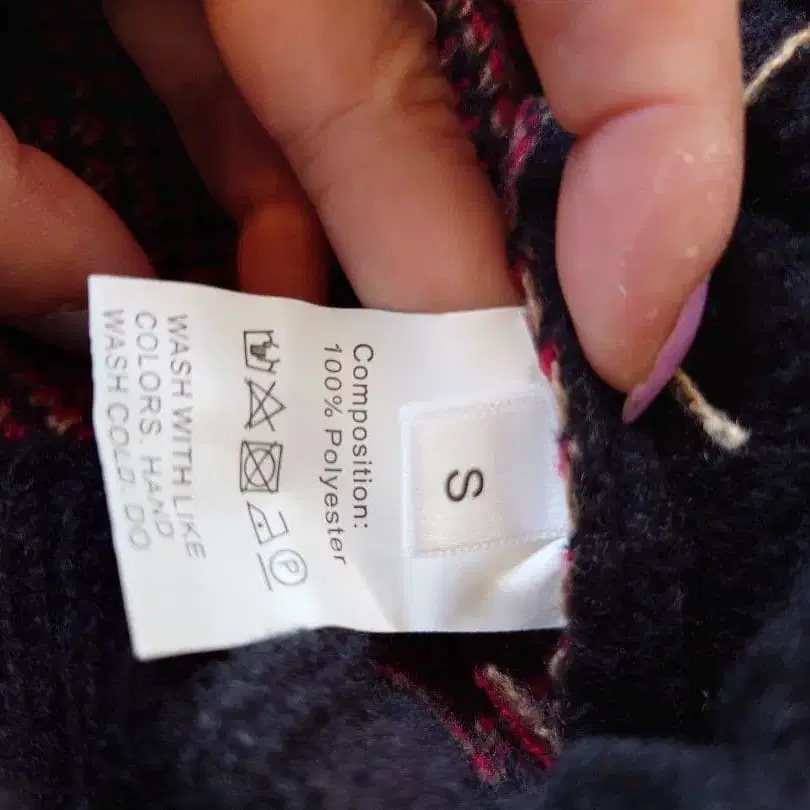 S
Composition:
100% Polyester
P
WASH WITH LIKE
COLORS. HAND
WASH COLD. DO